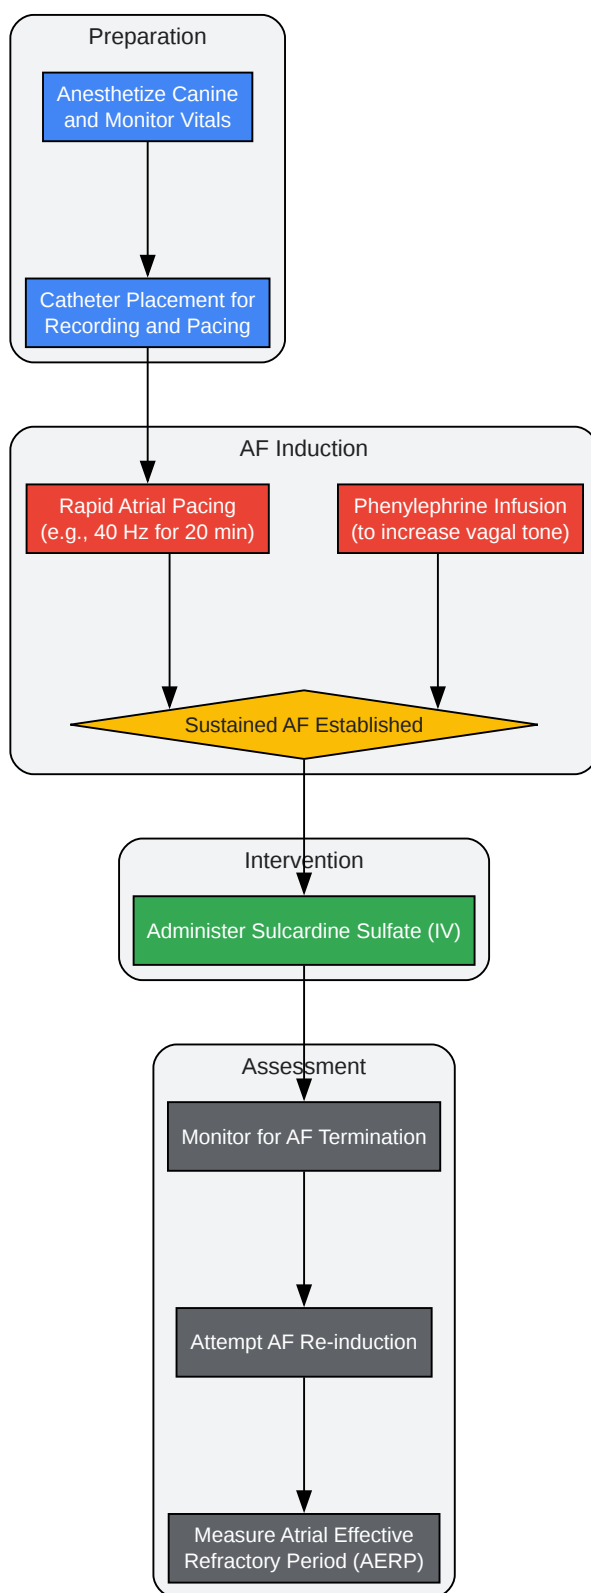 Preparation
Anesthetize Canine
and Monitor Vitals
Catheter Placement for
Recording and Pacing
AF Induction
Rapid Atrial Pacing
(e.g., 40 Hz for 20 min)
Phenylephrine Infusion
(to increase vagal tone)
Sustained AF Established
Intervention
Administer Sulcardine Sulfate (IV)
Assessment
Monitor for AF Termination
Attempt AF Re-induction
Measure Atrial Effective
Refractory Period (AERP)